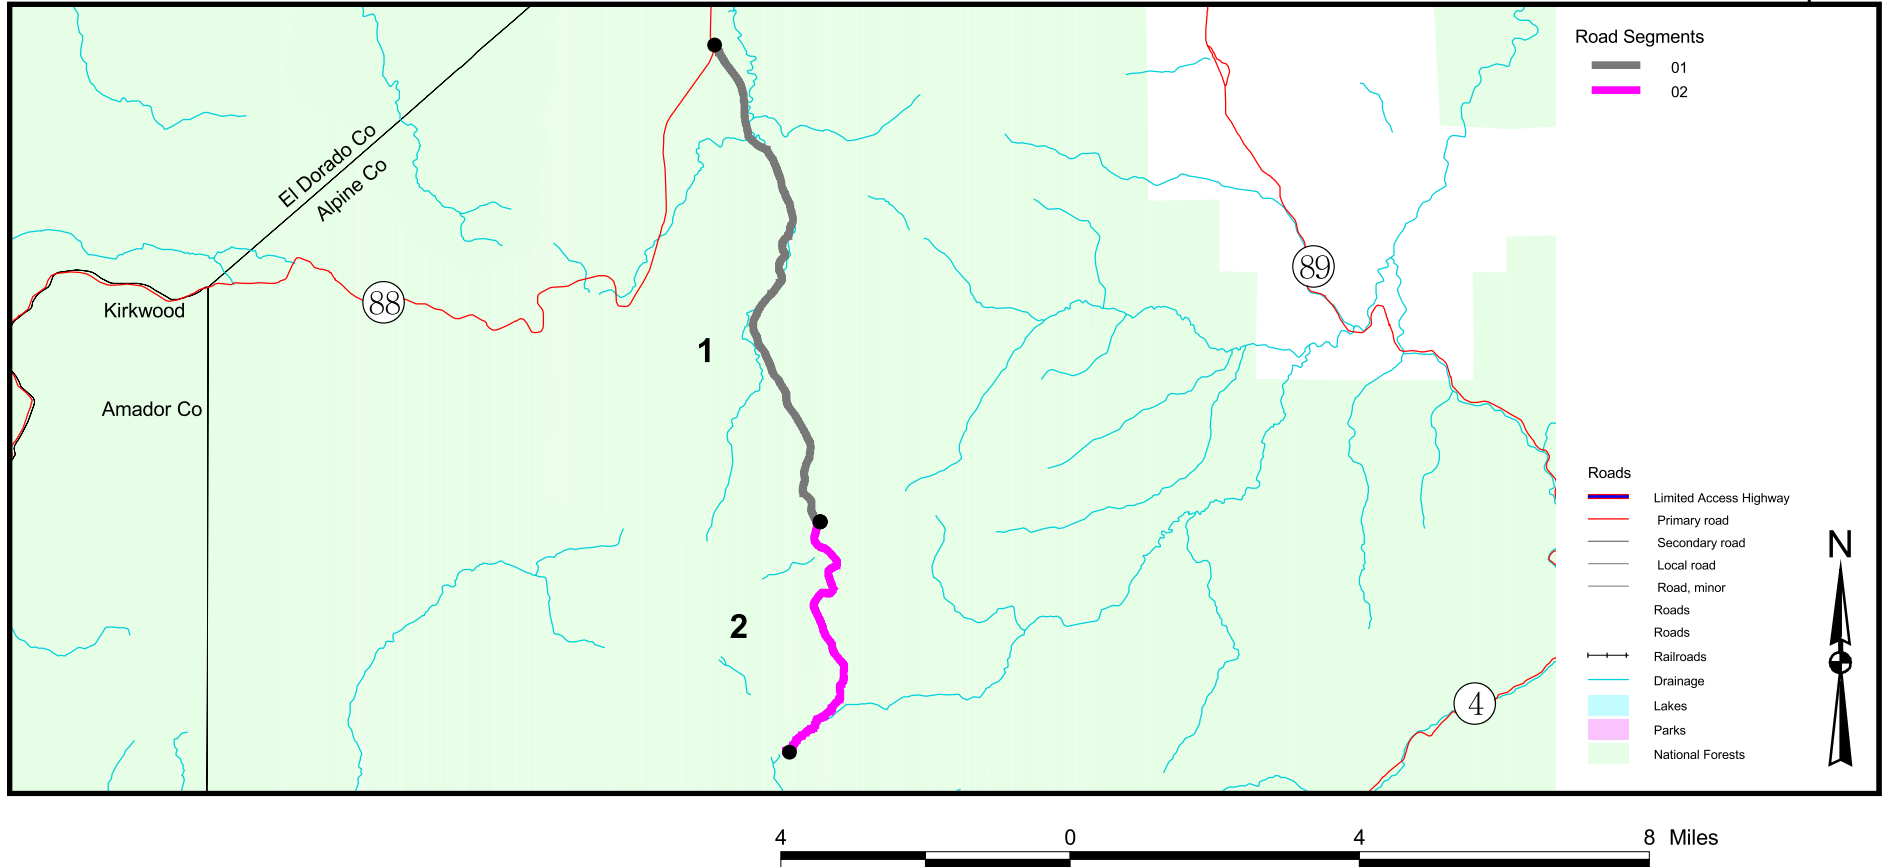 Road Segments
01
02
El Dorado Co
Alpine Co
89
88
Kirkwood
1
Amador Co
Roads
Limited Access Highway
Primary road
Secondary road
Local road
Road, minor
Roads
Roads
Railroads
Drainage
Lakes
Parks
National Forests
N
2
4
4 0 4 8 Miles